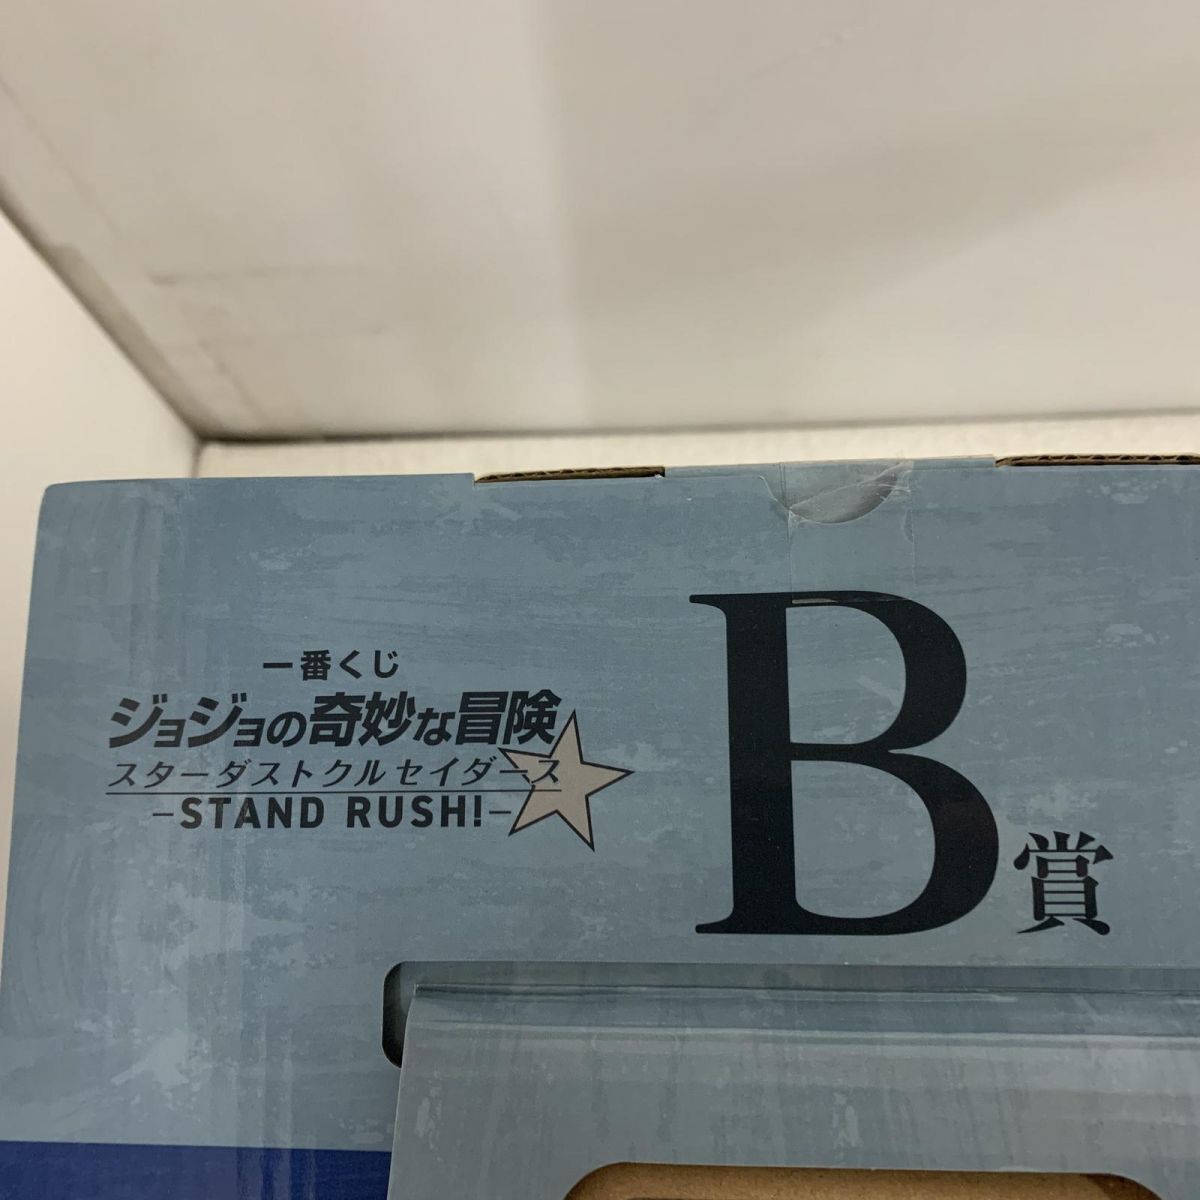 一番くじ
ジョジョの奇妙な冒険
スターダストクルセイダース
-STAND RUSH!-
B賞